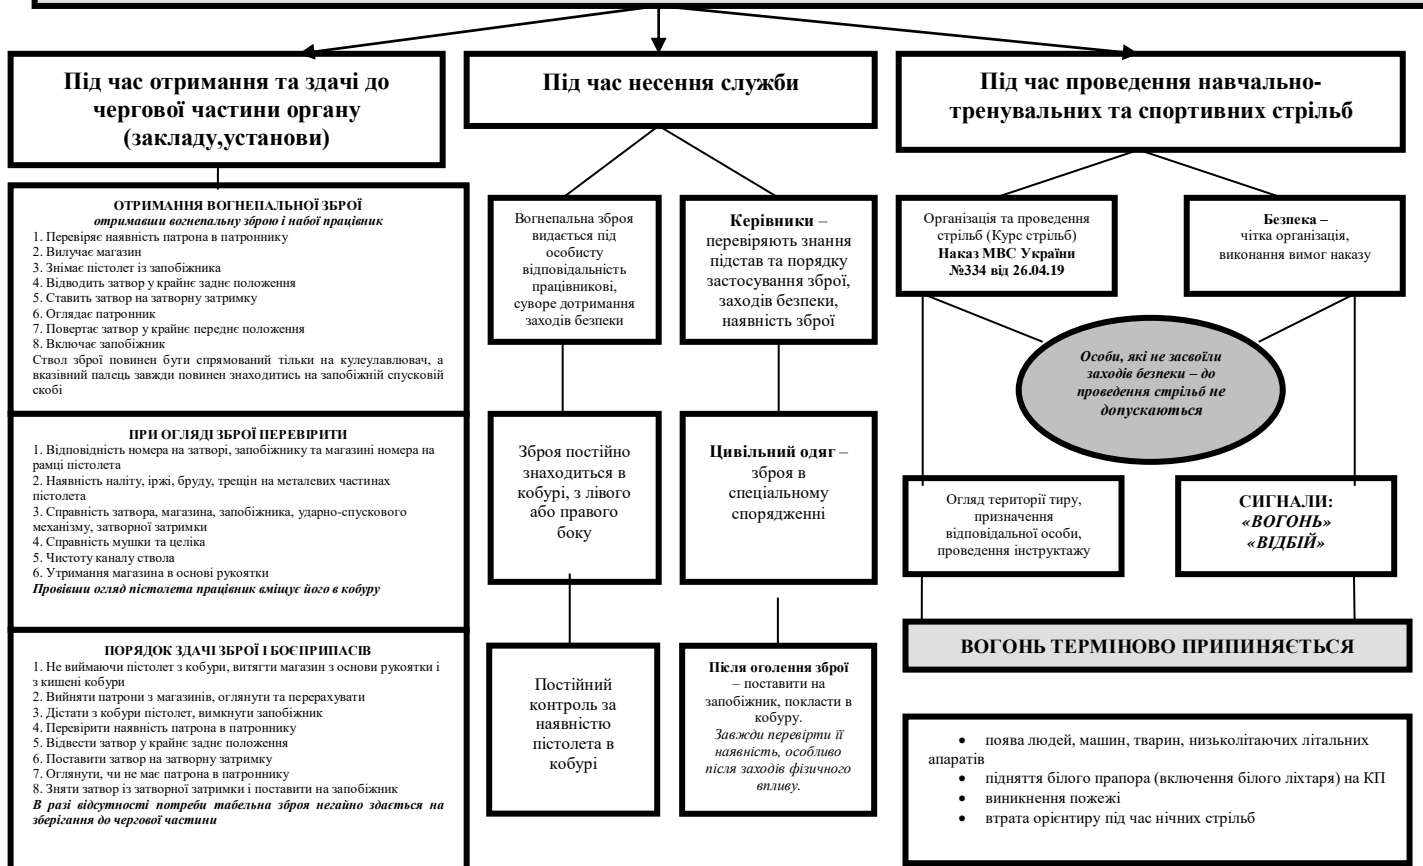 Під час отримання та здачі до
чергової частини органу
(закладу,установи)
ОТРИМАННЯ ВОГНЕПАЛЬНОЇ ЗБРОЇ
отримавши вогнепальну зброю і набої працівник
1. Перевіряє наявність патрона в патроннику
2. Вилучає магазин
3. Знімає пістолет із запобіжника
4. Відводить затвор у крайнє заднє положення
5. Ставить затвор на затворну затримку
6. Оглядає патронник
7. Повертає затвор у крайнє переднє положення
8. Включає запобіжник
Ствол зброї повинен бути спрямований тільки на кулеулавлювач, а
вказівний палець завжди повинен знаходитись на запобіжній спусковій
скобі
ПРИ ОГЛЯДІ ЗБРОЇ ПЕРЕВІРИТИ
1. Відповідність номера на затворі, запобіжнику та магазині номера на
рамці пістолета
2. Наявність наліту, іржі, бруду, трещін на металевих частинах
пістолета
3. Справність затвора, магазина, запобіжника, ударно-спускового
механізму, затворної затримки
4. Справність мушки та целіка
5. Чистоту каналу ствола
6. Утримання магазина в основі рукоятки
Провівши огляд пістолета працівник вміщує його в кобуру
ПОРЯДОК ЗДАЧІ ЗБРОЇ І БОЄПРИПАСІВ
1. Не виймаючи пістолет з кобури, витягти магазин з основи рукоятки і
з кишені кобури
2. Вийняти патрони з магазинів, оглянути та перерахувати
3. Дістати з кобури пістолет, вимкнути запобіжник
4. Перевірити наявність патрона в патроннику
5. Відвести затвор у крайнє заднє положення
6. Поставити затвор на затворну затримку
7. Оглянути, чи не має патрона в патроннику
8. Зняти затвор із затворної затримки і поставити на запобіжник
В разі відсутності потреби табельна зброя негайно здається на
зберігання до чергової частини
Під час несення служби
Вогнепальна зброя
видається під
особисту
відповідальність
працівникові,
суворе дотримання
заходів безпеки
Зброя постійно
знаходиться в
кобурі, з лівого
або правого
боку
Постійний
контроль за
наявністю
пістолета в
кобурі
Керівники –
перевіряють знання
підстав та порядку
застосування зброї,
заходів безпеки,
наявність зброї
Цивільний одяг –
зброя в
спеціальному
спорядженні
Після оголення зброї
– поставити на
запобіжник, покласти в
кобуру.
Завжди перевірти її
наявність, особливо
після заходів фізичного
впливу.
Під час проведення навчально-
тренувальних та спортивних стрільб
Організація та проведення
стрільб (Курс стрільб)
Наказ МВС України
№334 від 26.04.19
Безпека –
чітка організація,
виконання вимог наказу
Особи, які не засвоїли
заходів безпеки – до
проведення стрільб не
допускаються
Огляд території тиру,
призначення
відповідальної особи,
проведення інструктажу
СИГНАЛИ:
«ВОГОНЬ»
«ВІДБІЙ»
ВОГОНЬ ТЕРМІНОВО ПРИПИНЯЄТЬСЯ
• поява людей, машин, тварин, низьколітаючих літальних
апаратів
• підняття білого прапора (включення білого ліхтаря) на КП
• виникнення пожежі
• втрата орієнтиру під час нічних стрільб